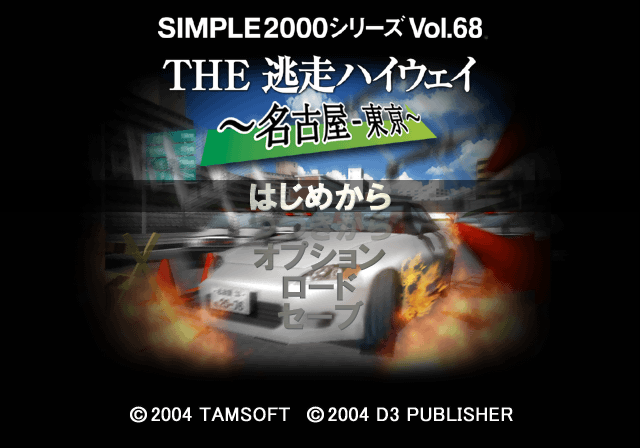 SIMPLE2000シリーズ Vol.68
THE 逃走ハイウェイ
〜名古屋-東京〜
はじめから
オプション
ロード
セーブ
©2004 TAMSOFT ©2004 D3 PUBLISHER